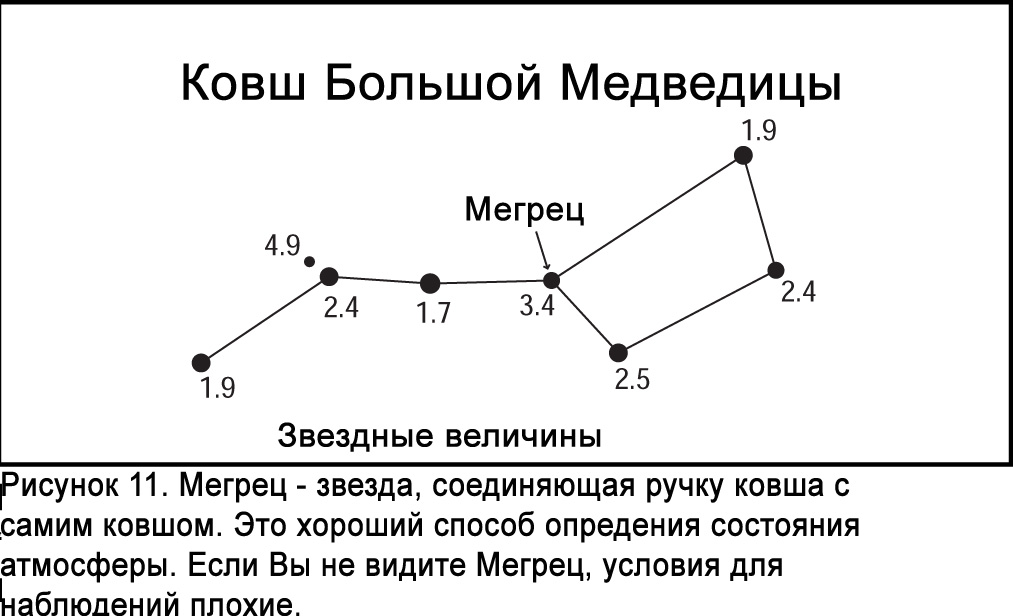 Ковш Большой Медведицы
1.9
Мегрец
4.9
2.4
1.7
3.4
2.4
2.5
1.9
Звездные величины
Рисунок 11. Мегрец - звезда, соединяющая ручку ковша с
самим ковшом. Это хороший способ опредения состояния
атмосферы. Если Вы не видите Мегрец, условия для
наблюдений плохие.